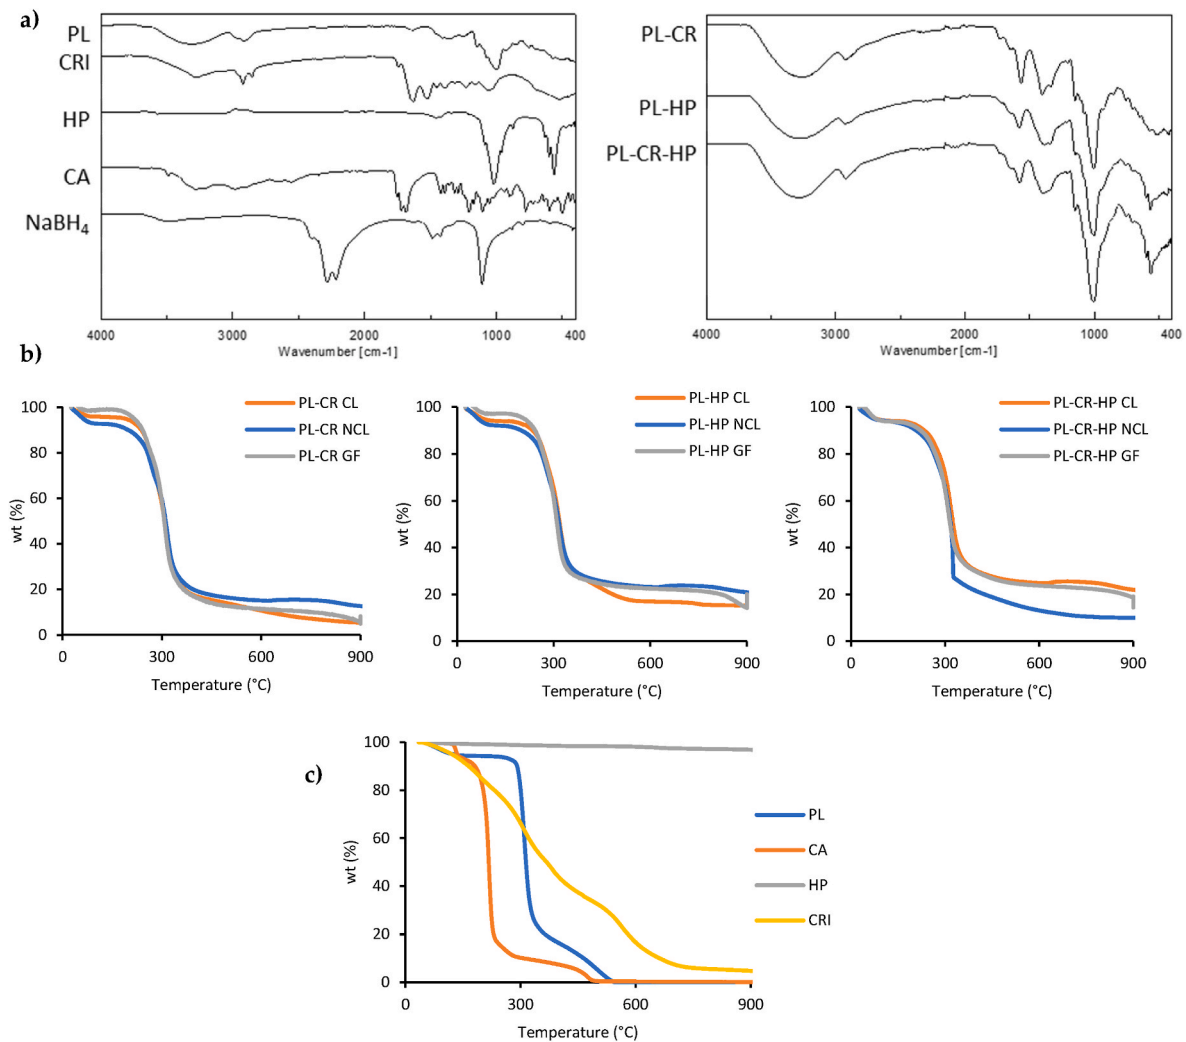 a)
PL
CRI
HP
CA
NaBH4
4000 3000 2000 1000 400
Wavenumber [cm-1]
PL-CR
PL-HP
PL-CR-HP
4000 3000 2000 1000 400
Wavenumber [cm-1]
b)
100
80
60
40
20
0
wt (%)
0 300 600 900
Temperature (°C)
PL-CR CL
PL-CR NCL
PL-CR GF
100
80
60
40
20
0
wt (%)
0 300 600 900
Temperature (°C)
PL-HP CL
PL-HP NCL
PL-HP GF
100
80
60
40
20
0
wt (%)
0 300 600 900
Temperature (°C)
PL-CR-HP CL
PL-CR-HP NCL
PL-CR-HP GF
c)
100
80
60
40
20
0
wt (%)
0 300 600 900
Temperature (°C)
PL
CA
HP
CRI